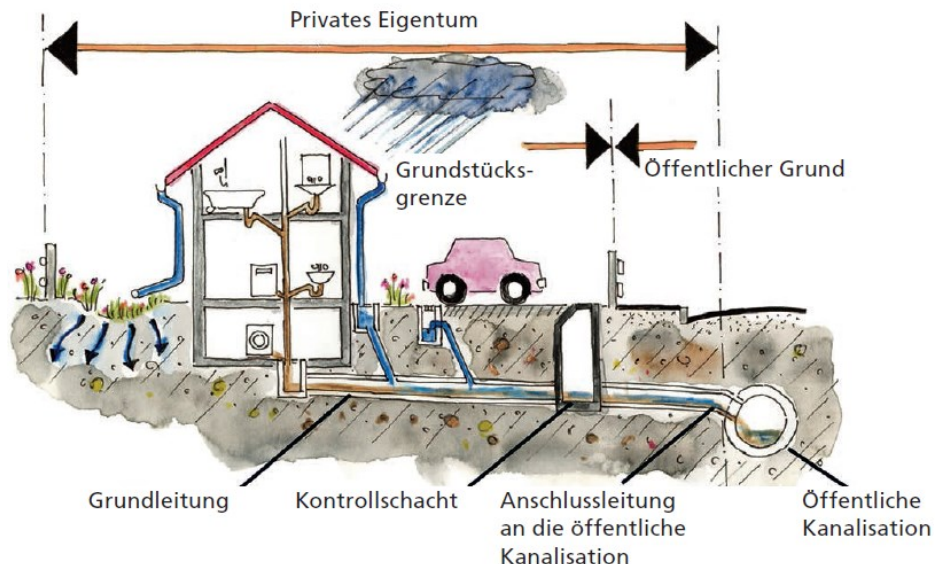 Privates Eigentum
Grundstücks-
grenze
Öffentlicher Grund
Grundleitung
Kontrollschacht
Anschlussleitung
an die öffentliche
Kanalisation
Öffentliche
Kanalisation